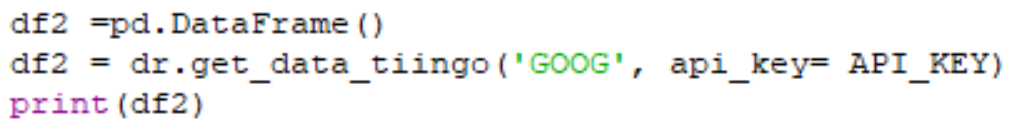 df2 =pd.DataFrame()
df2 = dr.get_data_tiingo('GOOG', api_key= API_KEY)
print(df2)